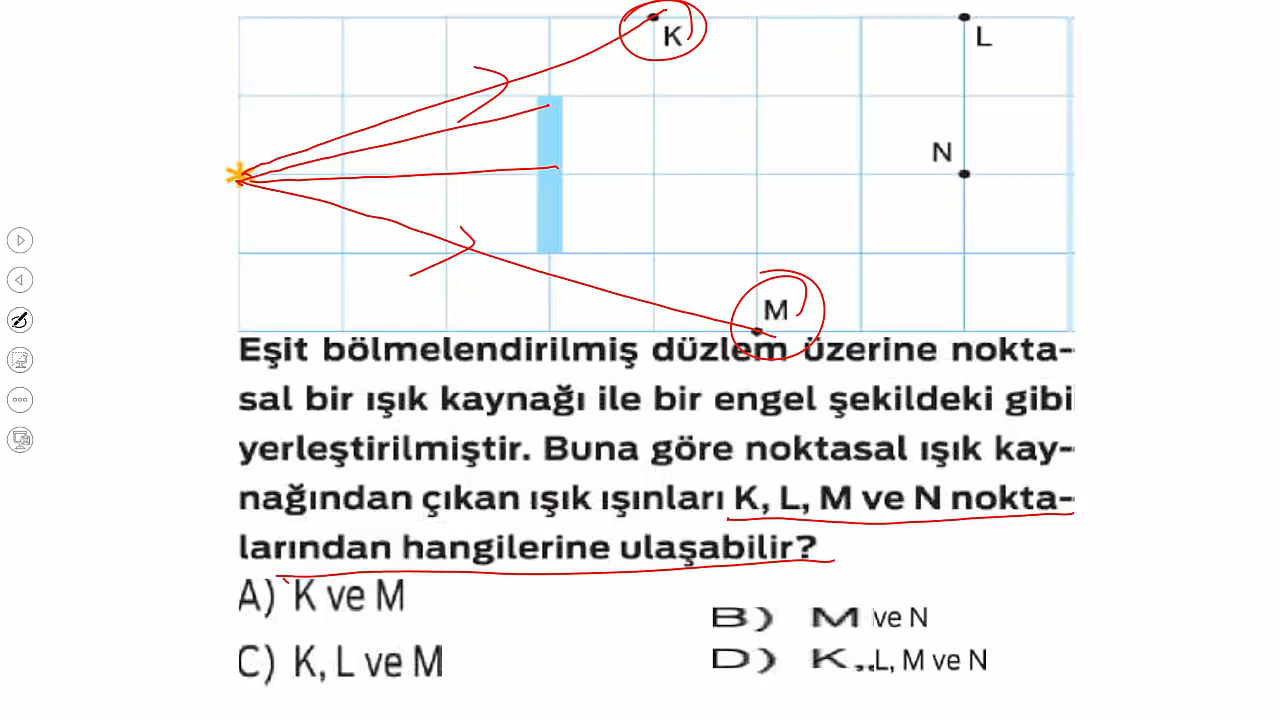 K
L
N
M
Eşit bölmelendirilmiş düzlem üzerine nokta-
sal bir ışık kaynağı ile bir engel şekildeki gibi
yerleştirilmiştir. Buna göre noktasal ışık kay-
nağından çıkan ışık ışınları K, L, M ve N nokta-
larından hangilerine ulaşabilir?
A) K ve M
B) M ve N
C) K, L ve M
D) K,..L, M ve N